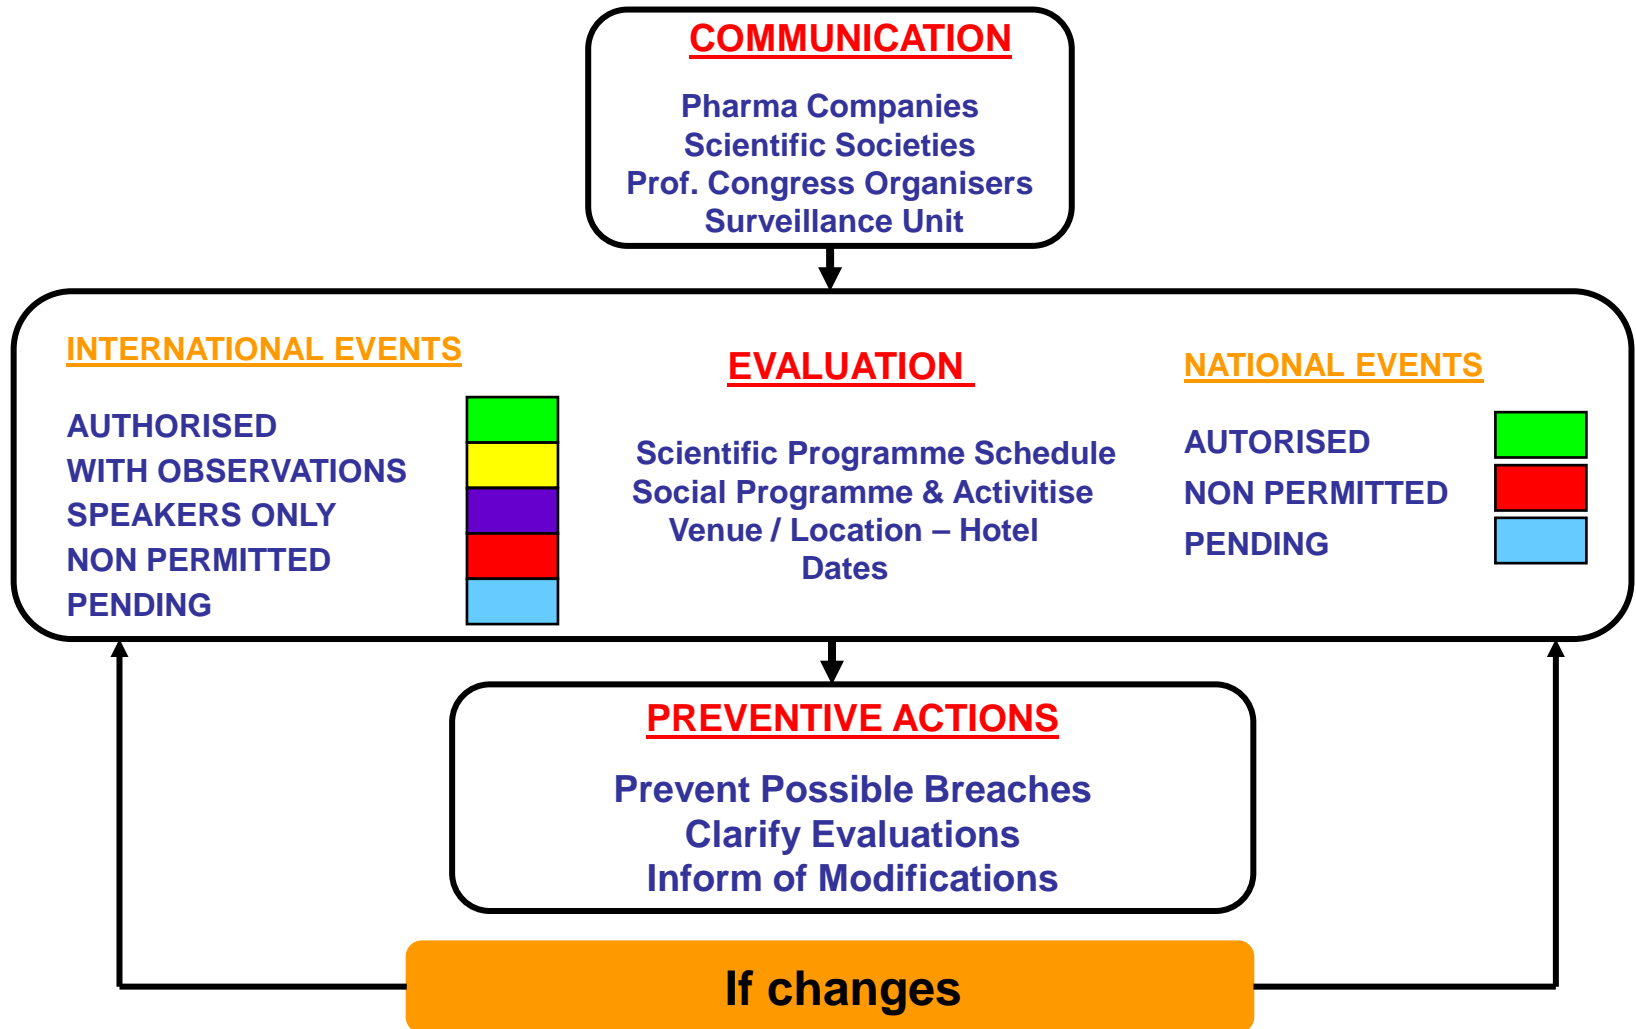 COMMUNICATION
Pharma Companies
Scientific Societies
Prof. Congress Organisers
Surveillance Unit
INTERNATIONAL EVENTS
AUTHORISED
WITH OBSERVATIONS
SPEAKERS ONLY
NON PERMITTED
PENDING
EVALUATION
Scientific Programme Schedule
Social Programme & Activitise
Venue / Location – Hotel
Dates
NATIONAL EVENTS
AUTORISED
NON PERMITTED
PENDING
PREVENTIVE ACTIONS
Prevent Possible Breaches
Clarify Evaluations
Inform of Modifications
If changes